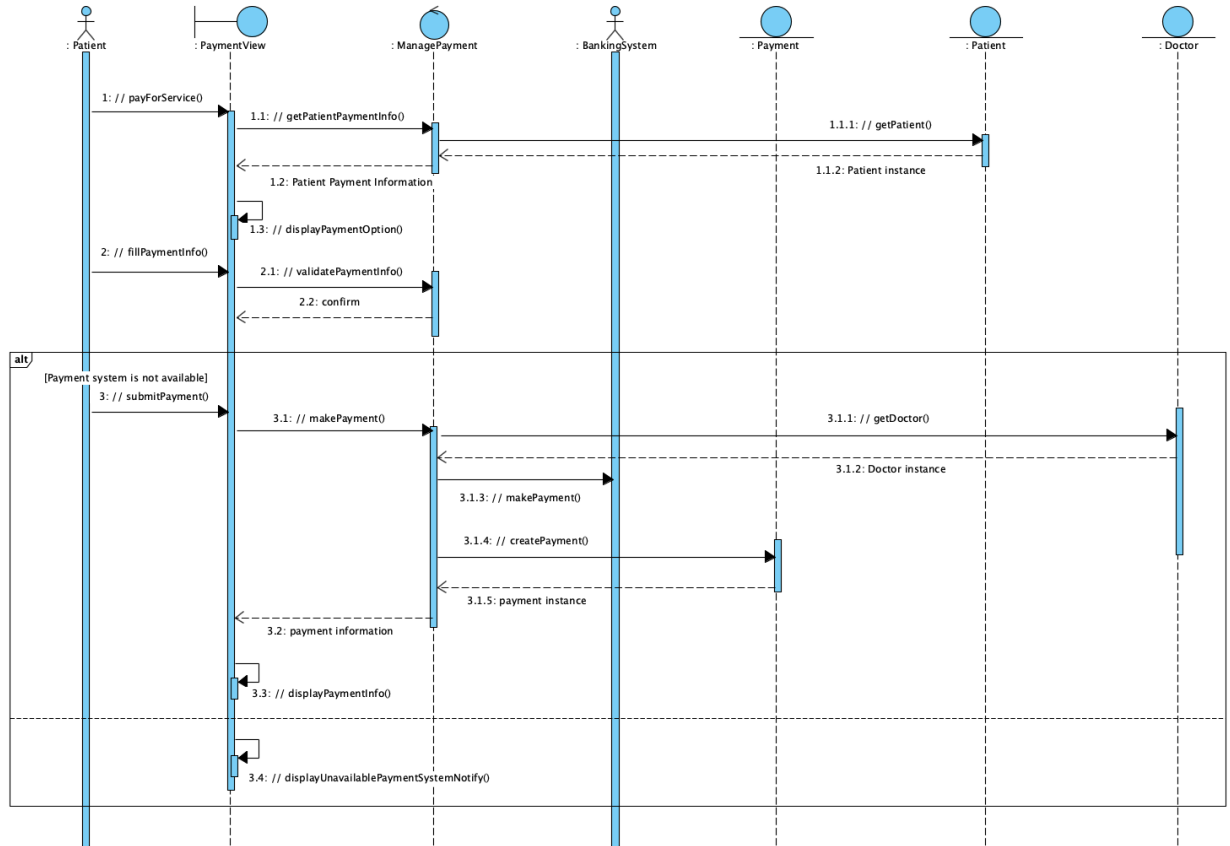 : Patient
: PaymentView
: ManagePayment
: BankingSystem
: Payment
: Patient
: Doctor
1: // payForService()
1.1: // getPatientPaymentInfo()
1.1.1: // getPatient()
1.1.2: Patient instance
1.2: Patient Payment Information
1.3: // displayPaymentOption()
2: // fillPaymentInfo()
2.1: // validatePaymentInfo()
2.2: confirm
alt
[Payment system is not available]
3: // submitPayment()
3.1: // makePayment()
3.1.1: // getDoctor()
3.1.2: Doctor instance
3.1.3: // makePayment()
3.1.4: // createPayment()
3.1.5: payment instance
3.2: payment information
3.3: // displayPaymentInfo()
3.4: // displayUnavailablePaymentSystemNotify()